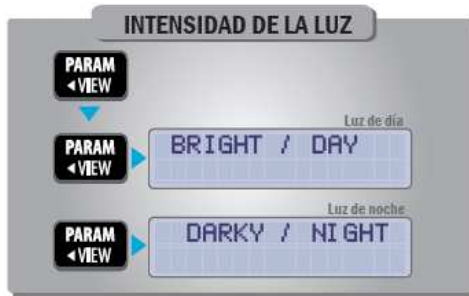 INTENSIDAD DE LA LUZ
PARAM
◄VIEW
Luz de día
PARAM
◄VIEW
BRIGHT / DAY
Luz de noche
PARAM
◄VIEW
DARKY / NIGHT